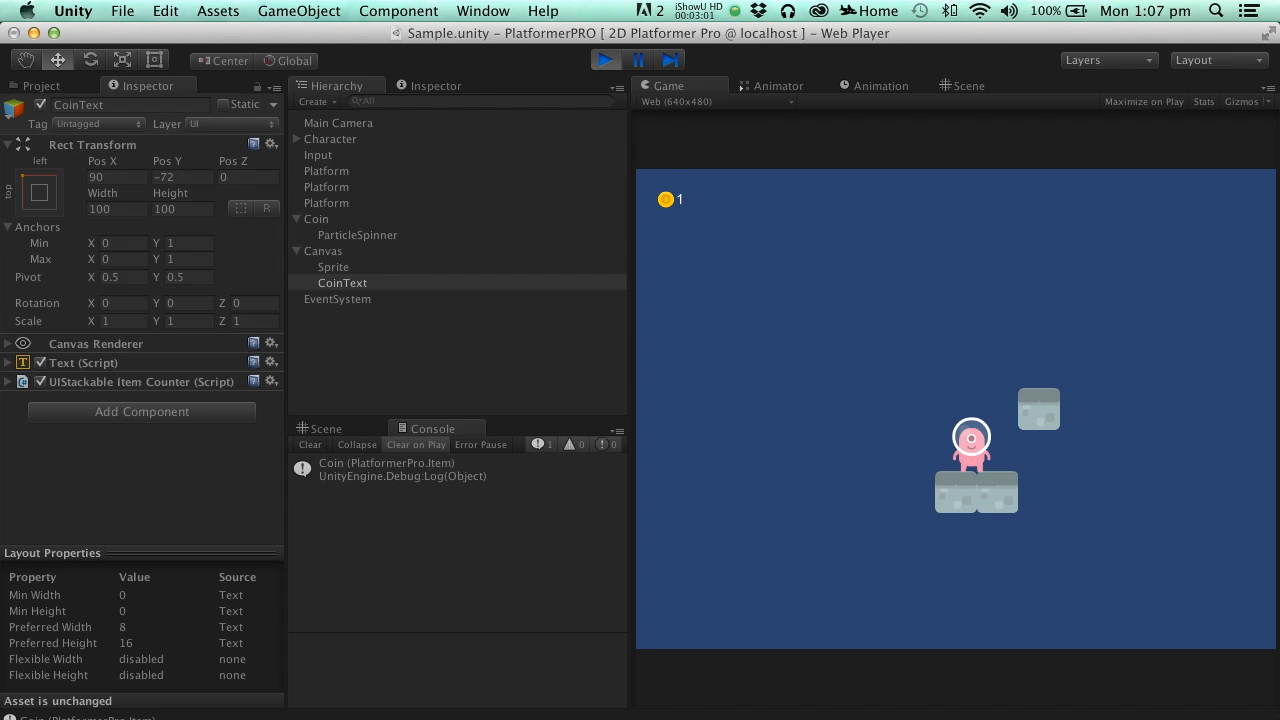 Unity File Edit Assets GameObject Component Window Help 2 iShowU HD 00:03:01 Home 100% Mon 1:07 pm
Sample.unity – PlatformerPRO [ 2D Platformer Pro @ localhost ] – Web Player
Center Global Layers Layout
Project Inspector
CoinText Static
Tag Untagged Layer UI
Rect Transform
left Pos X Pos Y Pos Z
top 90 -72 0
Width Height
100 100 R
Anchors
Min X 0 Y 1
Max X 0 Y 1
Pivot X 0.5 Y 0.5
Rotation X 0 Y 0 Z 0
Scale X 1 Y 1 Z 1
Canvas Renderer
T Text (Script)
UIStackable Item Counter (Script)
Add Component
Layout Properties
Property Value Source
Min Width 0 Text
Min Height 0 Text
Preferred Width 8 Text
Preferred Height 16 Text
Flexible Width disabled none
Flexible Height disabled none
Asset is unchanged
Coin (PlatformerPro.Item)
Hierarchy Inspector
Create All
Main Camera
Character
Input
Platform
Platform
Platform
Coin
ParticleSpinner
Canvas
Sprite
CoinText
EventSystem
Scene Console
Clear Collapse Clear on Play Error Pause 1 0 0
Coin (PlatformerPro.Item)
UnityEngine.Debug:Log(Object)
Game Animator Animation Scene
Web (640x480) Maximize on Play Stats Gizmos
1